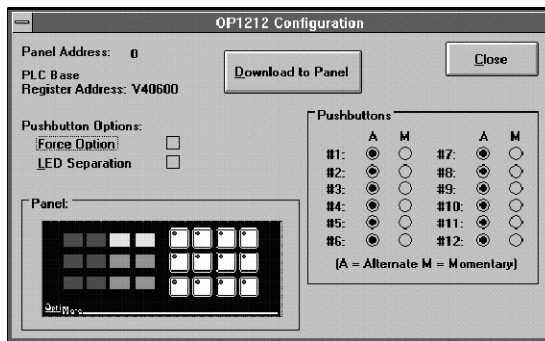 OP1212 Configuration
Panel Address: 0
PLC Base
Register Address: V40600
Download to Panel
Close
Pushbutton Options:
Force Option
LED Separation
Pushbuttons
A M A M
#1: #7:
#2: #8:
#3: #9:
#4: #10:
#5: #11:
#6: #12:
(A = Alternate M = Momentary)
Panel: